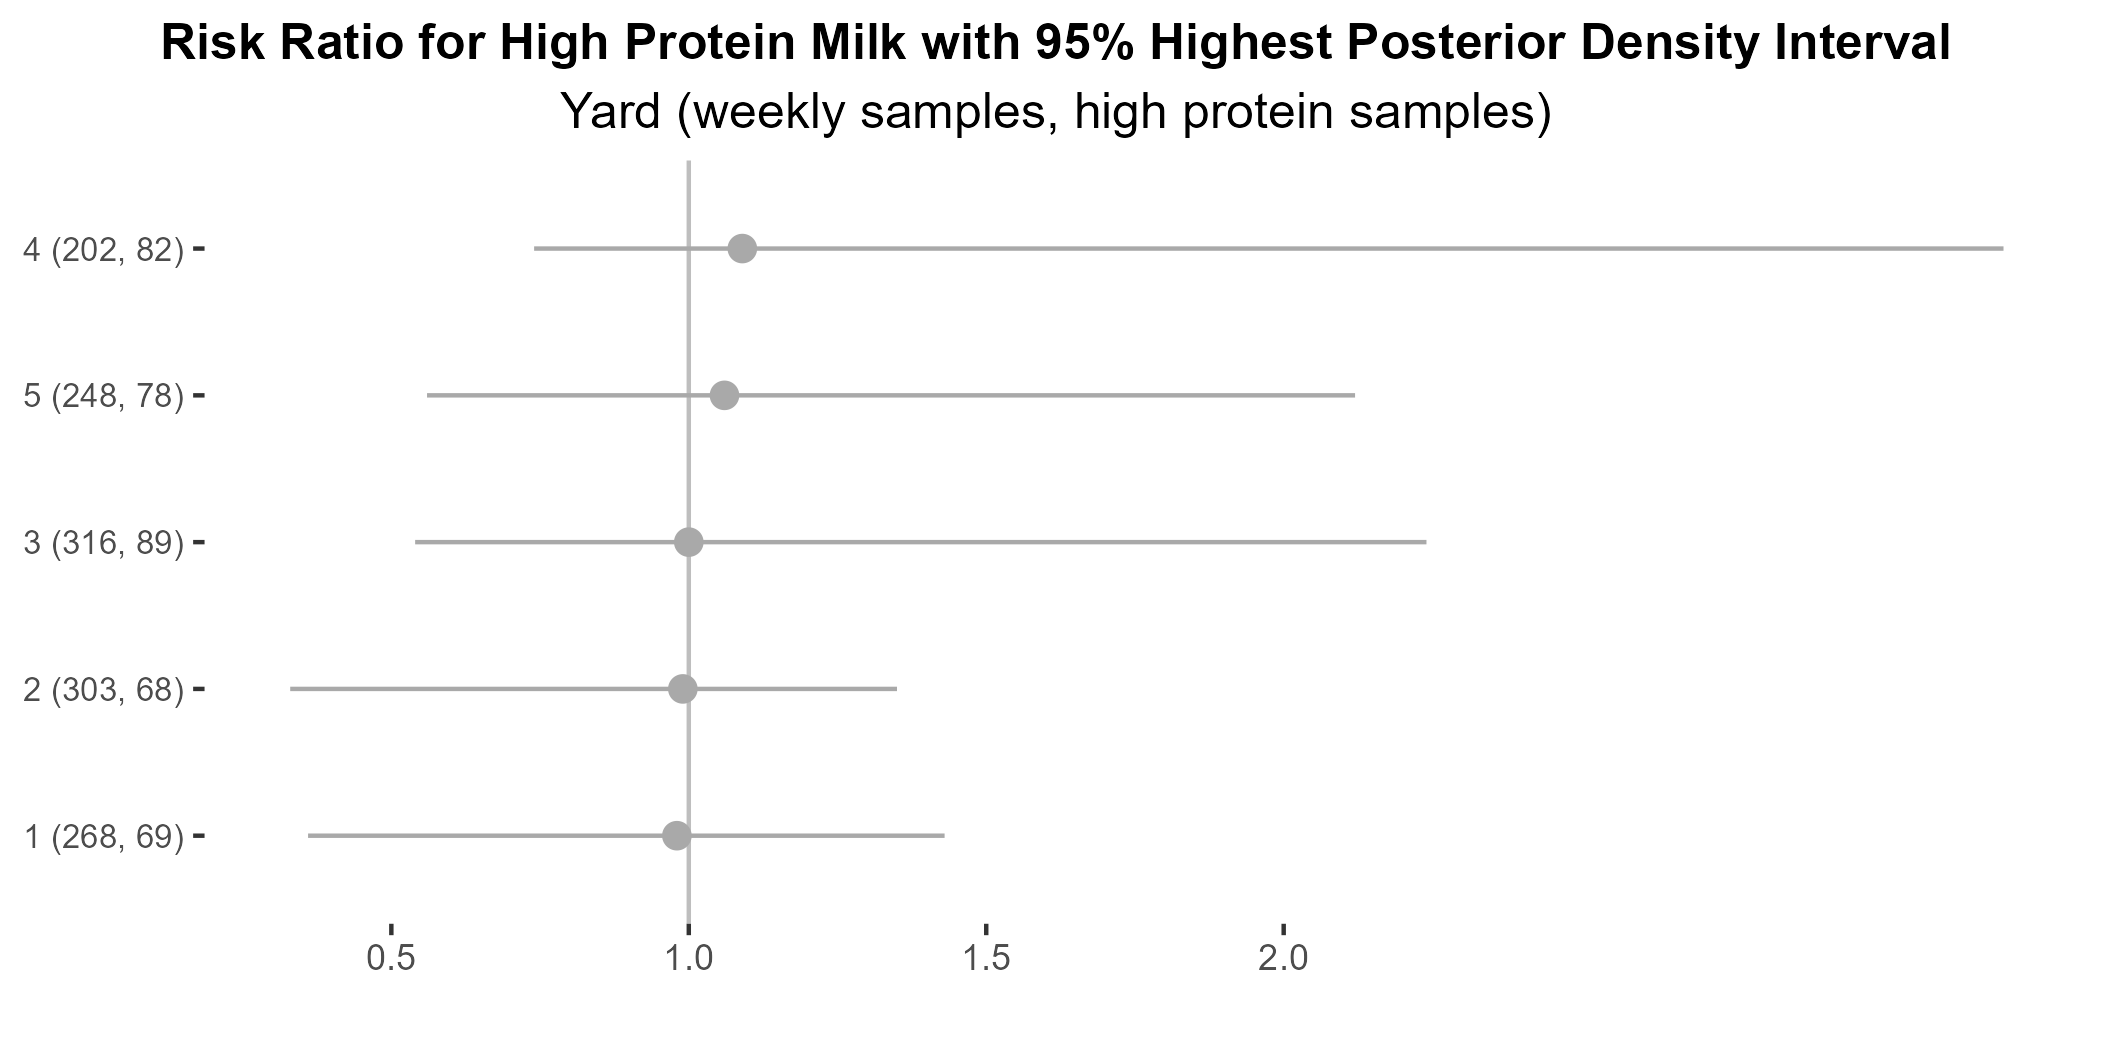 Risk Ratio for High Protein Milk with 95% Highest Posterior Density Interval
Yard (weekly samples, high protein samples)
4 (202, 82)
5 (248, 78)
3 (316, 89)
2 (303, 68)
1 (268, 69)
0.5 1.0 1.5 2.0